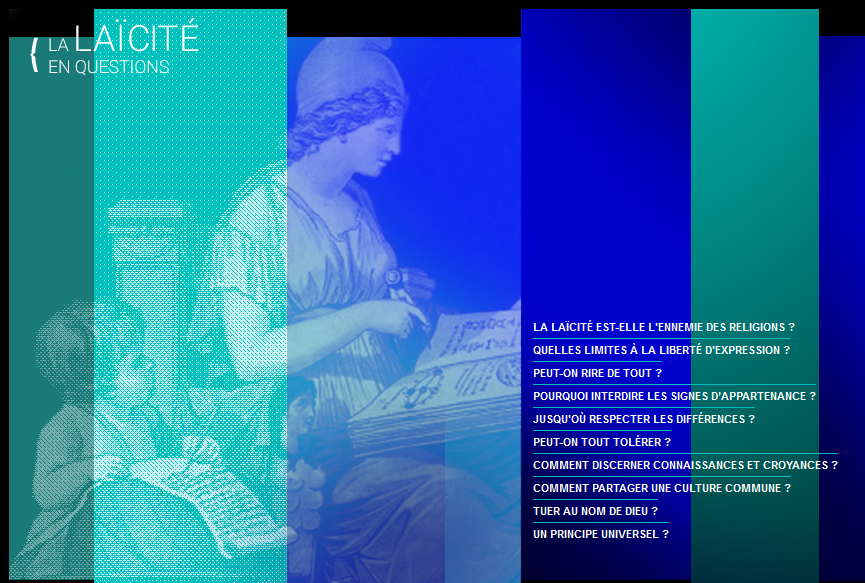 LA LAÏCITÉ
EN QUESTIONS
LA LAÏCITÉ EST-ELLE L'ENNEMIE DES RELIGIONS ?
QUELLES LIMITES À LA LIBERTÉ D'EXPRESSION ?
PEUT-ON RIRE DE TOUT ?
POURQUOI INTERDIRE LES SIGNES D'APPARTENANCE ?
JUSQU'OÙ RESPECTER LES DIFFÉRENCES ?
PEUT-ON TOUT TOLÉRER ?
COMMENT DISCERNER CONNAISSANCES ET CROYANCES ?
COMMENT PARTAGER UNE CULTURE COMMUNE ?
TUER AU NOM DE DIEU ?
UN PRINCIPE UNIVERSEL ?